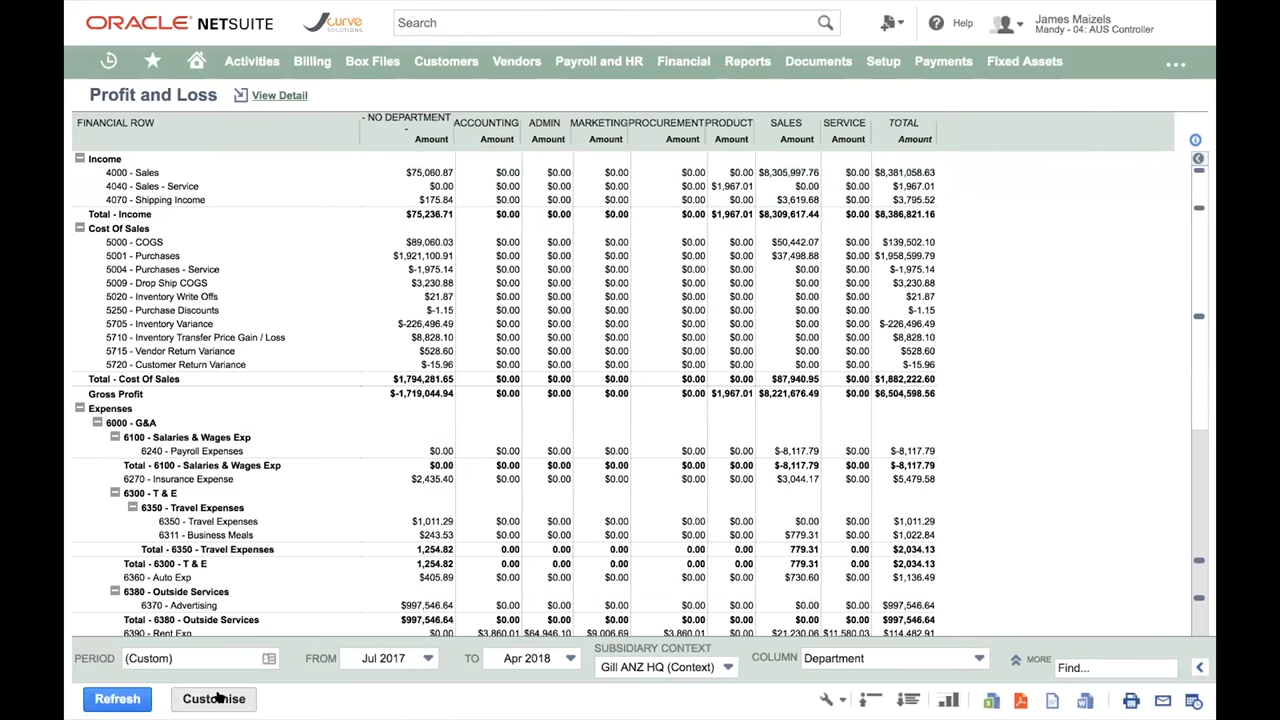 ORACLE NETSUITE curve SOLUTIONS Search Help James Maizels
Mandy - 04: AUS Controller
Activities Billing Box Files Customers Vendors Payroll and HR Financial Reports Documents Setup Payments Fixed Assets ...
Profit and Loss View Detail
FINANCIAL ROW - NO DEPARTMENT - ACCOUNTING ADMIN MARKETING PROCUREMENT PRODUCT SALES SERVICE TOTAL
Amount Amount Amount Amount Amount Amount Amount Amount Amount
Income
4000 - Sales $75,060.87 $0.00 $0.00 $0.00 $0.00 $0.00 $8,305,997.76 $0.00 $8,381,058.63
4040 - Sales - Service $0.00 $0.00 $0.00 $0.00 $0.00 $1,967.01 $0.00 $0.00 $1,967.01
4070 - Shipping Income $175.84 $0.00 $0.00 $0.00 $0.00 $0.00 $3,619.68 $0.00 $3,795.52
Total - Income $75,236.71 $0.00 $0.00 $0.00 $0.00 $1,967.01 $8,309,617.44 $0.00 $8,386,821.16
Cost Of Sales
5000 - COGS $89,060.03 $0.00 $0.00 $0.00 $0.00 $0.00 $50,442.07 $0.00 $139,502.10
5001 - Purchases $1,921,100.91 $0.00 $0.00 $0.00 $0.00 $0.00 $37,498.88 $0.00 $1,958,599.79
5004 - Purchases - Service $-1,975.14 $0.00 $0.00 $0.00 $0.00 $0.00 $0.00 $0.00 $-1,975.14
5009 - Drop Ship COGS $3,230.88 $0.00 $0.00 $0.00 $0.00 $0.00 $0.00 $0.00 $3,230.88
5020 - Inventory Write Offs $21.87 $0.00 $0.00 $0.00 $0.00 $0.00 $0.00 $0.00 $21.87
5250 - Purchase Discounts $-1.15 $0.00 $0.00 $0.00 $0.00 $0.00 $0.00 $0.00 $-1.15
5705 - Inventory Variance $-226,496.49 $0.00 $0.00 $0.00 $0.00 $0.00 $0.00 $0.00 $-226,496.49
5710 - Inventory Transfer Price Gain / Loss $8,828.10 $0.00 $0.00 $0.00 $0.00 $0.00 $0.00 $0.00 $8,828.10
5715 - Vendor Return Variance $528.60 $0.00 $0.00 $0.00 $0.00 $0.00 $0.00 $0.00 $528.60
5720 - Customer Return Variance $-15.96 $0.00 $0.00 $0.00 $0.00 $0.00 $0.00 $0.00 $-15.96
Total - Cost Of Sales $1,794,281.65 $0.00 $0.00 $0.00 $0.00 $0.00 $87,940.95 $0.00 $1,882,222.60
Gross Profit $-1,719,044.94 $0.00 $0.00 $0.00 $0.00 $1,967.01 $8,221,676.49 $0.00 $6,504,598.56
Expenses
6000 - G&A
6100 - Salaries & Wages Exp
6240 - Payroll Expenses $0.00 $0.00 $0.00 $0.00 $0.00 $0.00 $-8,117.79 $0.00 $-8,117.79
Total - 6100 - Salaries & Wages Exp $0.00 $0.00 $0.00 $0.00 $0.00 $0.00 $-8,117.79 $0.00 $-8,117.79
6270 - Insurance Expense $2,435.40 $0.00 $0.00 $0.00 $0.00 $0.00 $3,044.17 $0.00 $5,479.58
6300 - T & E
6350 - Travel Expenses
6350 - Travel Expenses $1,011.29 $0.00 $0.00 $0.00 $0.00 $0.00 $0.00 $0.00 $1,011.29
6311 - Business Meals $243.53 $0.00 $0.00 $0.00 $0.00 $0.00 $779.31 $0.00 $1,022.84
Total - 6350 - Travel Expenses 1,254.82 0.00 0.00 0.00 0.00 0.00 779.31 0.00 $2,034.13
Total - 6300 - T & E 1,254.82 0.00 0.00 0.00 0.00 0.00 779.31 0.00 $2,034.13
6360 - Auto Exp $405.89 $0.00 $0.00 $0.00 $0.00 $0.00 $730.60 $0.00 $1,136.49
6380 - Outside Services
6370 - Advertising $997,546.64 $0.00 $0.00 $0.00 $0.00 $0.00 $0.00 $0.00 $997,546.64
Total - 6380 - Outside Services $997,546.64 $0.00 $0.00 $0.00 $0.00 $0.00 $0.00 $0.00 $997,546.64
6390 - Rent Exp $0.00 $3,860.01 $64,946.10 $9,006.69 $3,860.01 $0.00 $21,230.06 $11,580.03 $114,482.91
PERIOD (Custom) FROM Jul 2017 TO Apr 2018 SUBSIDIARY CONTEXT Gill ANZ HQ (Context) COLUMN Department MORE Find...
Refresh Customise